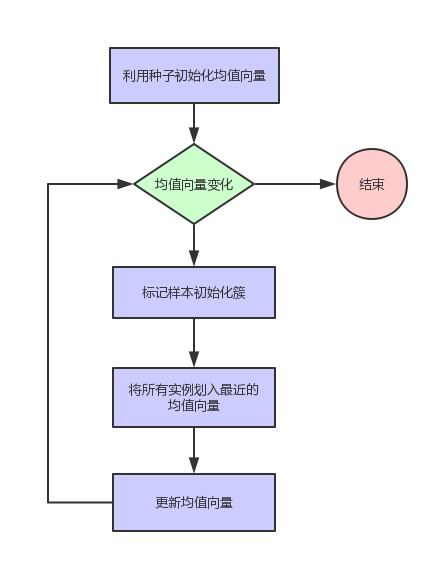 利用种子初始化均值向量
均值向量变化
结束
标记样本初始化簇
将所有实例划入最近的
均值向量
更新均值向量